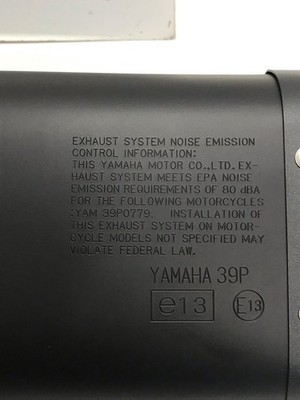 EXHAUST SYSTEM NOISE EMISSION
CONTROL INFORMATION:
THIS YAMAHA MOTOR CO.,LTD. EX-
HAUST SYSTEM MEETS EPA NOISE
EMISSION REQUIREMENTS OF 80 dBA
FOR THE FOLLOWING MOTORCYCLES
:YAM 39P0779. INSTALLATION OF
THIS EXHAUST SYSTEM ON MOTOR-
CYCLE MODELS NOT SPECIFIED MAY
VIOLATE FEDERAL LAW.
YAMAHA 39P
e13 E13